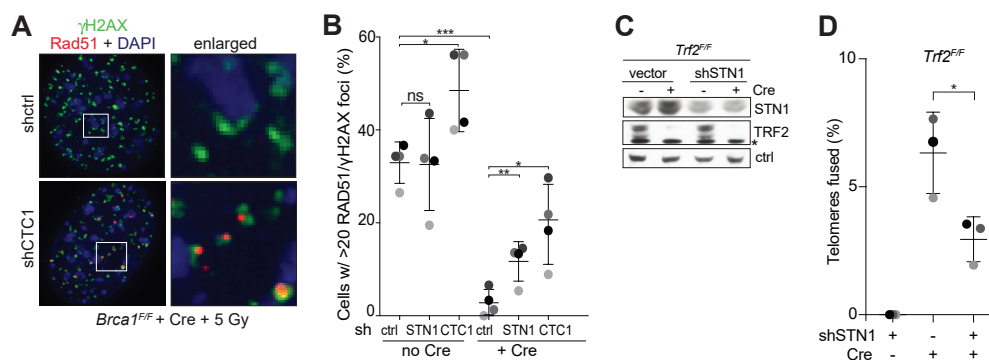 A
γH2AX
Rad51 + DAPI
enlarged
shctrl
shCTC1
Brca1F/F + Cre + 5 Gy
B
Cells w/ >20 RAD51/γH2AX foci (%)
60
40
20
0
***
*
ns
*
**
sh ctrl STN1 CTC1 ctrl STN1 CTC1
no Cre + Cre
C
Trf2F/F
vector shSTN1
- + - + Cre
STN1
TRF2
*
ctrl
D
Trf2F/F
Telomeres fused (%)
10
5
0
*
shSTN1 + - +
Cre - + +